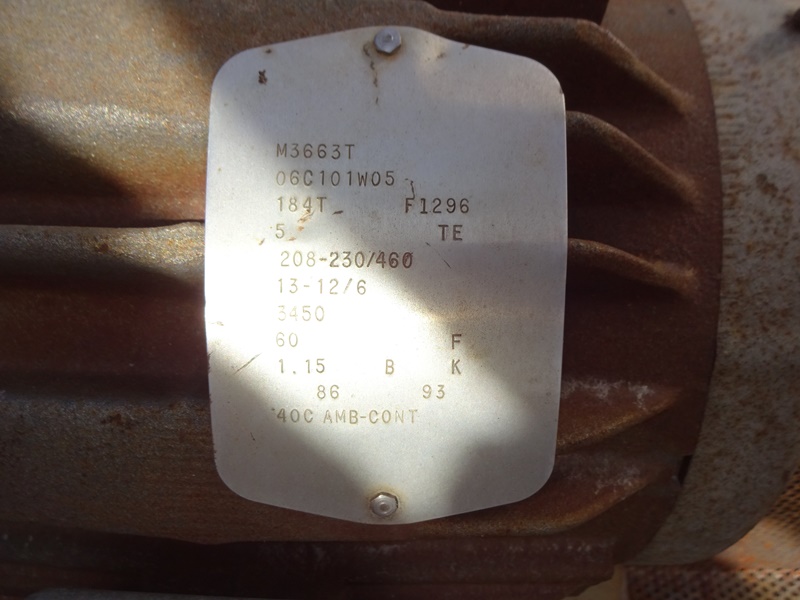 M3663T
06C101W05
184T F1296
5 TE
208-230/460
13-12/6
3450
60 F
1.15 B K
86 93
40C AMB-CONT